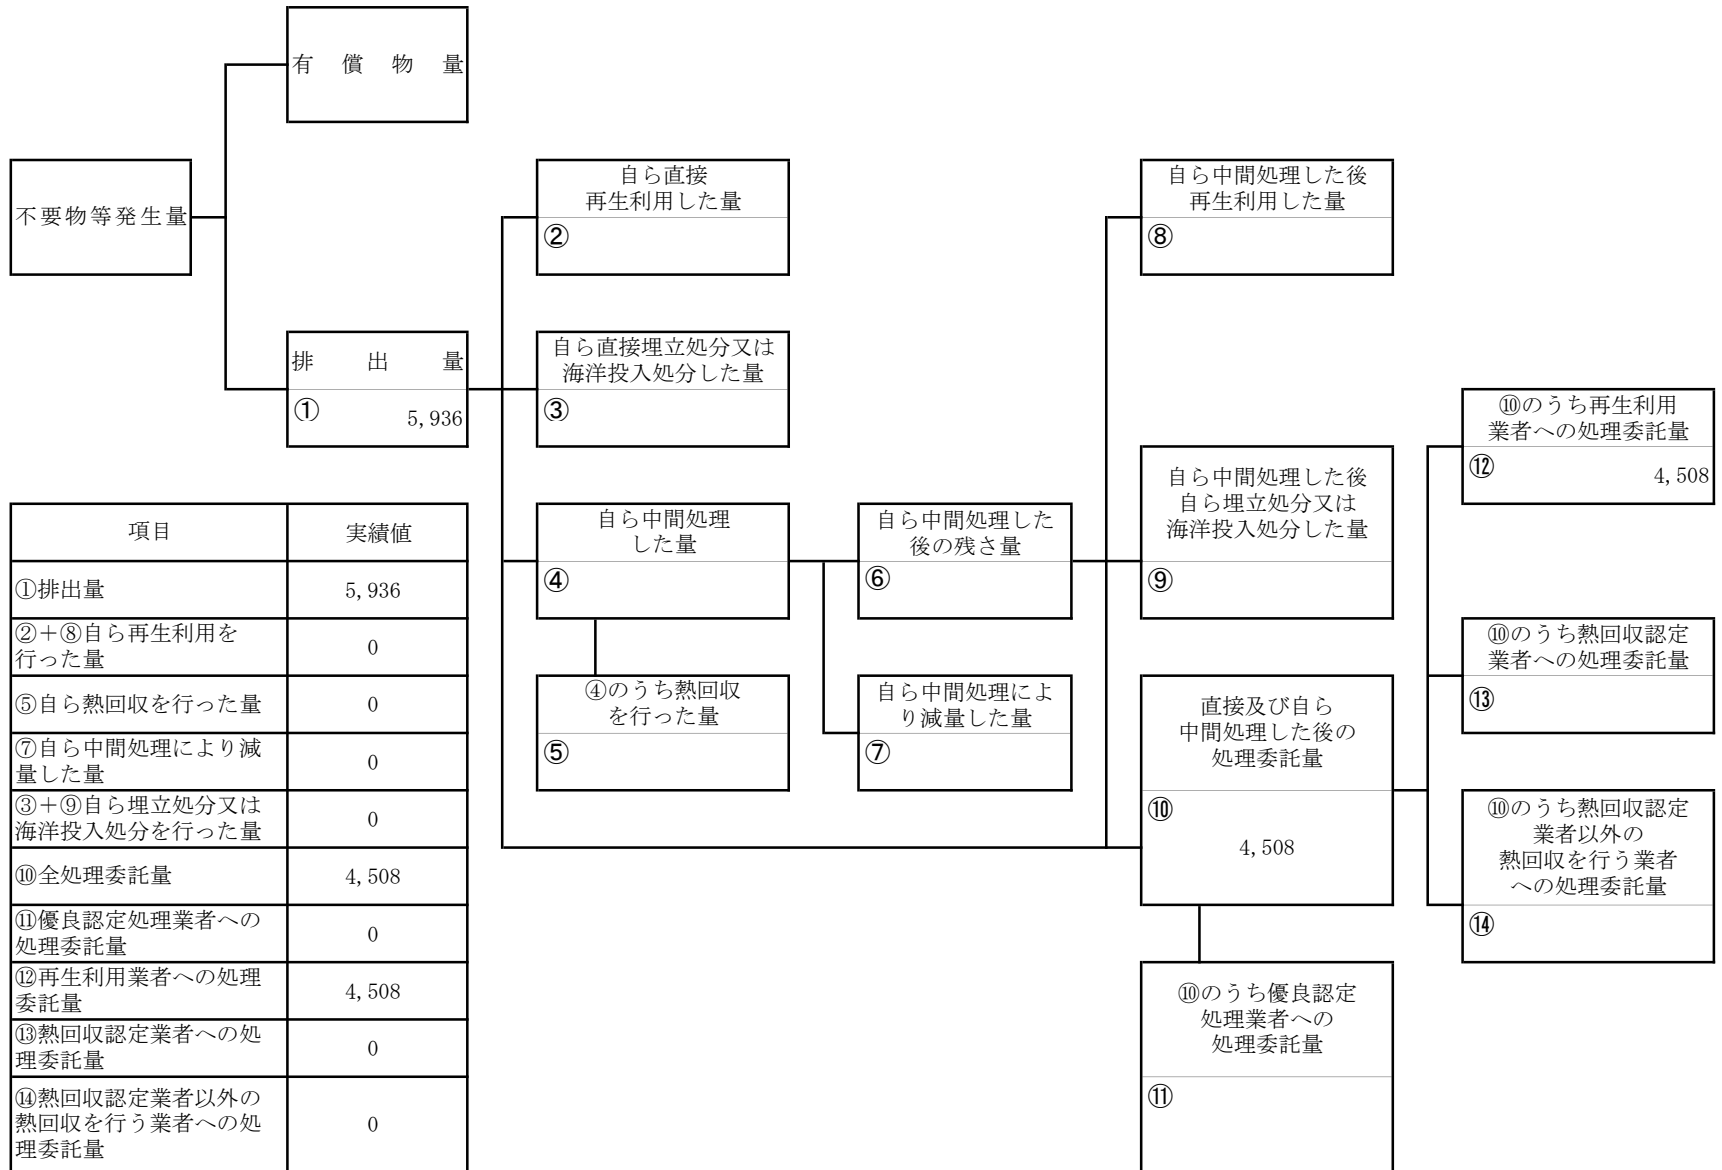 有償物量
不要物等発生量
排出量
①
5,936
自ら直接
再生利用した量
②
自ら直接埋立処分又は
海洋投入処分した量
③
自ら中間処理
した量
④
④のうち熱回収
を行った量
⑤
自ら中間処理した
後の残さ量
⑥
自ら中間処理によ
り減量した量
⑦
自ら中間処理した後
再生利用した量
⑧
自ら中間処理した後
自ら埋立処分又は
海洋投入処分した量
⑨
直接及び自ら
中間処理した後の
処理委託量
⑩
4,508
⑩のうち優良認定
処理業者への
処理委託量
⑪
⑩のうち再生利用
業者への処理委託量
⑫
4,508
⑩のうち熱回収認定
業者への処理委託量
⑬
⑩のうち熱回収認定
業者以外の
熱回収を行う業者
への処理委託量
⑭
項目 実績値
①排出量 5,936
②+⑧自ら再生利用を
行った量 0
⑤自ら熱回収を行った量 0
⑦自ら中間処理により減
量した量 0
③+⑨自ら埋立処分又は
海洋投入処分を行った量 0
⑩全処理委託量 4,508
⑪優良認定処理業者への
処理委託量 0
⑫再生利用業者への処理
委託量 4,508
⑬熱回収認定業者への処
理委託量 0
⑭熱回収認定業者以外の
熱回収を行う業者への処
理委託量 0